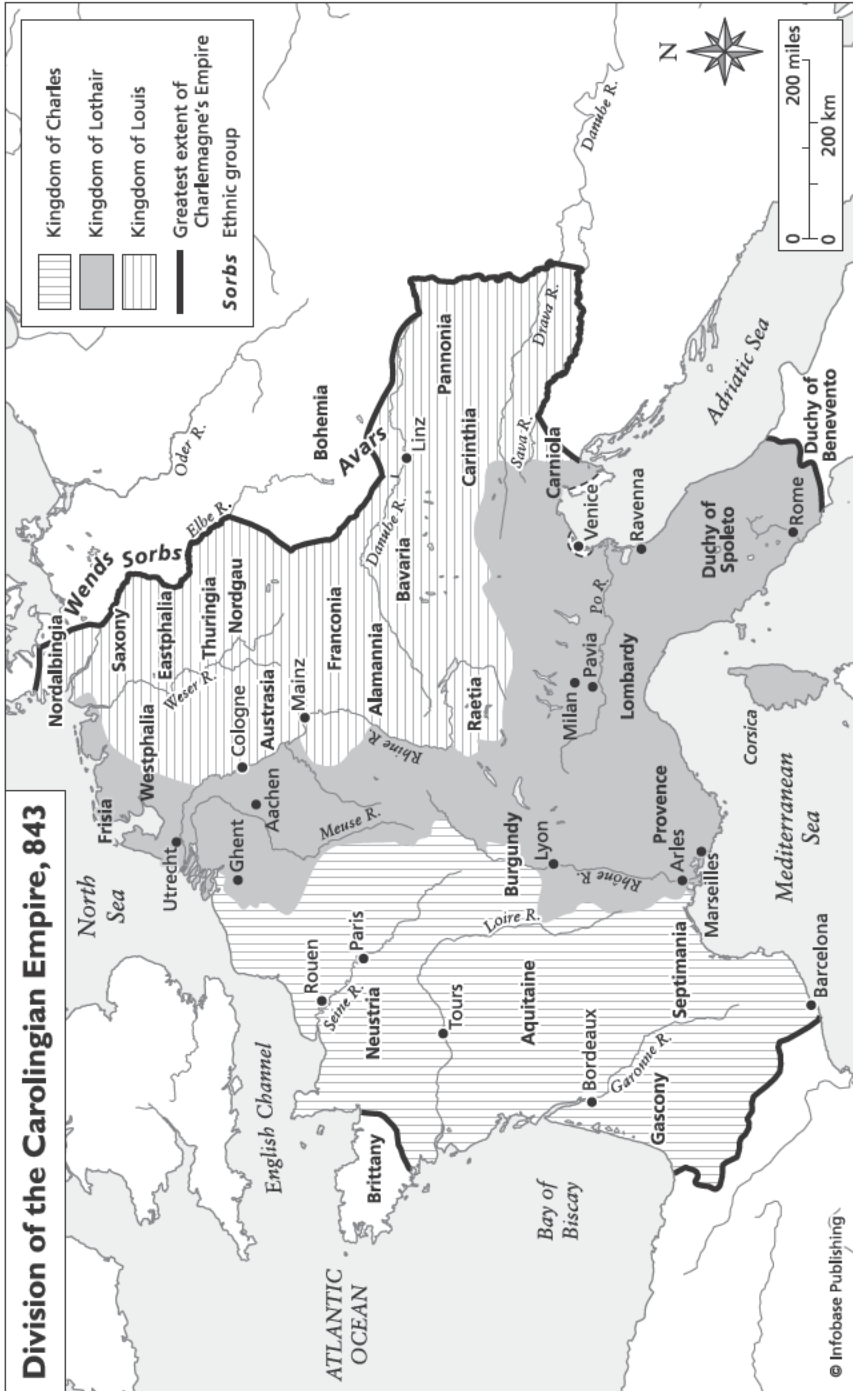 Division of the Carolingian Empire, 843
Kingdom of Charles
Kingdom of Lothair
Kingdom of Louis
Greatest extent of
Charlemagne's Empire
Sorbs Ethnic group
N
0 200 miles
0 200 km
North
Sea
English Channel
ATLANTIC
OCEAN
Bay of
Biscay
Mediterranean
Sea
Adriatic Sea
Nordalbingia
Wends
Sorbs
Saxony
Eastphalia
Thuringia
Nordgau
Westphalia
Weser R.
Elbe R.
Oder R.
Bohemia
Avars
Frisia
Utrecht
Ghent
Cologne
Aachen
Austrasia
Mainz
Franconia
Meuse R.
Rhine R.
Alamannia
Raetia
Danube R.
Bavaria
Linz
Pannonia
Carinthia
Drava R.
Sava R.
Danube R.
Carniola
Venice
Ravenna
Po R.
Milan
Pavia
Lombardy
Duchy of
Spoleto
Rome
Duchy of
Benevento
Corsica
Rouen
Paris
Seine R.
Neustria
Brittany
Tours
Loire R.
Burgundy
Lyon
Rhône R.
Provence
Arles
Marseilles
Aquitaine
Bordeaux
Garonne R.
Gascony
Septimania
Barcelona
© Infobase Publishing